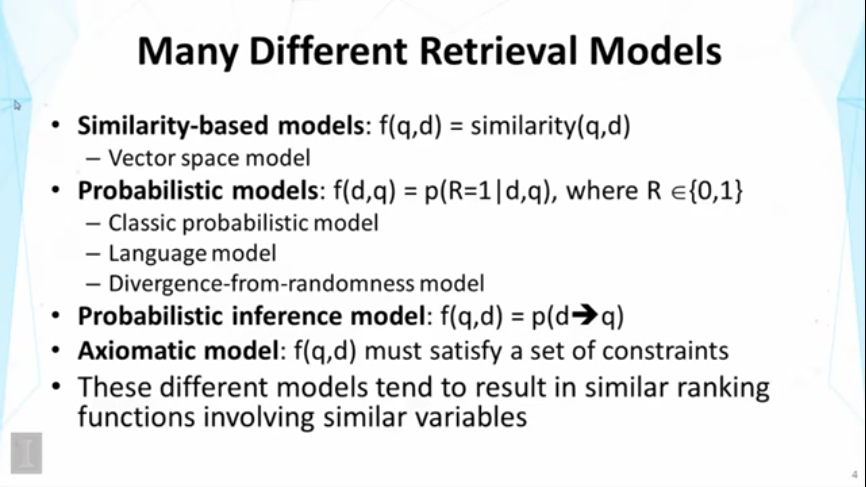 Many Different Retrieval Models
• Similarity-based models: f(q,d) = similarity(q,d)
– Vector space model
• Probabilistic models: f(d,q) = p(R=1|d,q), where R ∈{0,1}
– Classic probabilistic model
– Language model
– Divergence-from-randomness model
• Probabilistic inference model: f(q,d) = p(d➔q)
• Axiomatic model: f(q,d) must satisfy a set of constraints
• These different models tend to result in similar ranking
functions involving similar variables
I
4